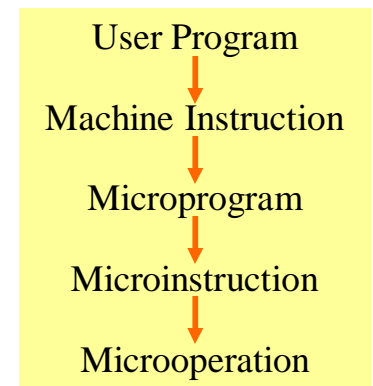 User Program
Machine Instruction
Microprogram
Microinstruction
Microoperation